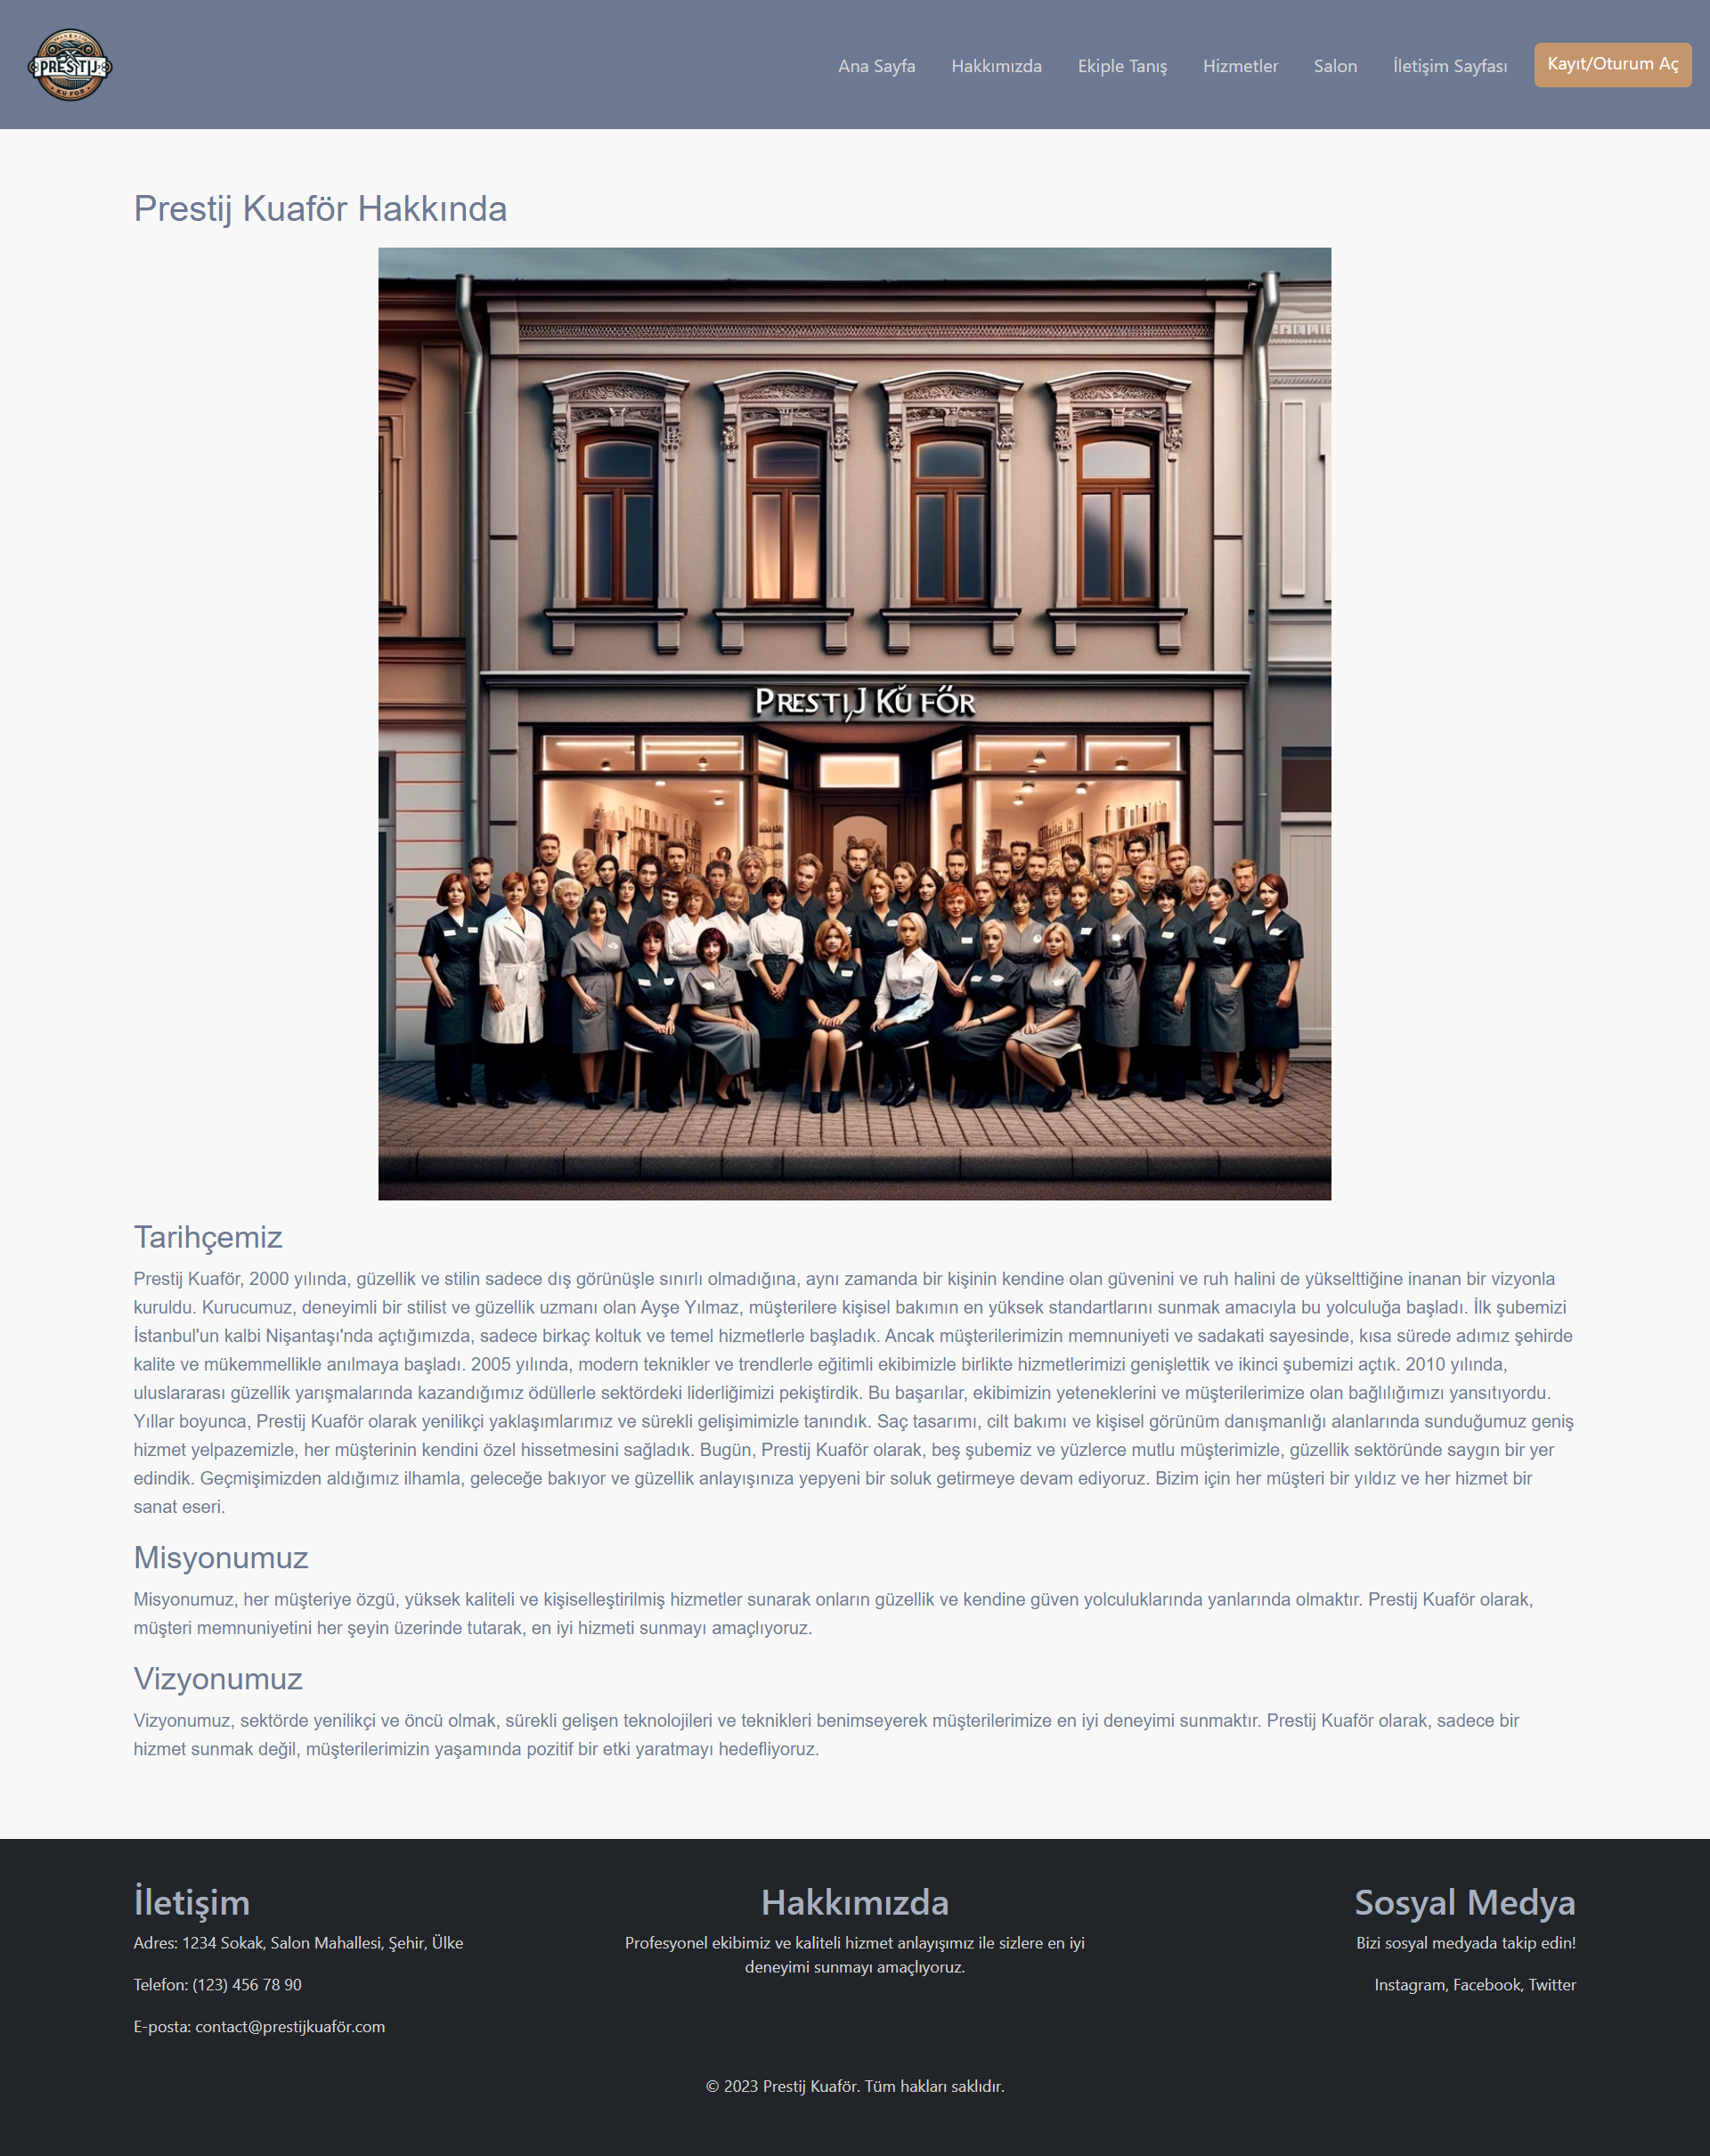 PRESTIJ
KU FOR
Ana Sayfa
Hakkımızda
Ekiple Tanış
Hizmetler
Salon
İletişim Sayfası
Kayıt/Oturum Aç
Prestij Kuaför Hakkında
PRESTIJ KŬ FÖR
Tarihçemiz
Prestij Kuaför, 2000 yılında, güzellik ve stilin sadece dış görünüşle sınırlı olmadığına, aynı zamanda bir kişinin kendine olan güvenini ve ruh halini de yükselttiğine inanan bir vizyonla
kuruldu. Kurucumuz, deneyimli bir stilist ve güzellik uzmanı olan Ayşe Yılmaz, müşterilere kişisel bakımın en yüksek standartlarını sunmak amacıyla bu yolculuğa başladı. İlk şubemizi
İstanbul'un kalbi Nişantaşı'nda açtığımızda, sadece birkaç koltuk ve temel hizmetlerle başladık. Ancak müşterilerimizin memnuniyeti ve sadakati sayesinde, kısa sürede adımız şehirde
kalite ve mükemmellikle anılmaya başladı. 2005 yılında, modern teknikler ve trendlerle eğitimli ekibimizle birlikte hizmetlerimizi genişlettik ve ikinci şubemizi açtık. 2010 yılında,
uluslararası güzellik yarışmalarında kazandığımız ödüllerle sektördeki liderliğimizi pekiştirdik. Bu başarılar, ekibimizin yeteneklerini ve müşterilerimize olan bağlılığımızı yansıtıyordu.
Yıllar boyunca, Prestij Kuaför olarak yenilikçi yaklaşımlarımız ve sürekli gelişimimizle tanındık. Saç tasarımı, cilt bakımı ve kişisel görünüm danışmanlığı alanlarında sunduğumuz geniş
hizmet yelpazemizle, her müşterinin kendini özel hissetmesini sağladık. Bugün, Prestij Kuaför olarak, beş şubemiz ve yüzlerce mutlu müşterimizle, güzellik sektöründe saygın bir yer
edindik. Geçmişimizden aldığımız ilhamla, geleceğe bakıyor ve güzellik anlayışınıza yepyeni bir soluk getirmeye devam ediyoruz. Bizim için her müşteri bir yıldız ve her hizmet bir
sanat eseri.
Misyonumuz
Misyonumuz, her müşteriye özgü, yüksek kaliteli ve kişiselleştirilmiş hizmetler sunarak onların güzellik ve kendine güven yolculuklarında yanlarında olmaktır. Prestij Kuaför olarak,
müşteri memnuniyetini her şeyin üzerinde tutarak, en iyi hizmeti sunmayı amaçlıyoruz.
Vizyonumuz
Vizyonumuz, sektörde yenilikçi ve öncü olmak, sürekli gelişen teknolojileri ve teknikleri benimseyerek müşterilerimize en iyi deneyimi sunmaktır. Prestij Kuaför olarak, sadece bir
hizmet sunmak değil, müşterilerimizin yaşamında pozitif bir etki yaratmayı hedefliyoruz.
İletişim
Adres: 1234 Sokak, Salon Mahallesi, Şehir, Ülke
Telefon: (123) 456 78 90
E-posta: contact@prestijkuaför.com
Hakkımızda
Profesyonel ekibimiz ve kaliteli hizmet anlayışımız ile sizlere en iyi
deneyimi sunmayı amaçlıyoruz.
Sosyal Medya
Bizi sosyal medyada takip edin!
Instagram, Facebook, Twitter
© 2023 Prestij Kuaför. Tüm hakları saklıdır.